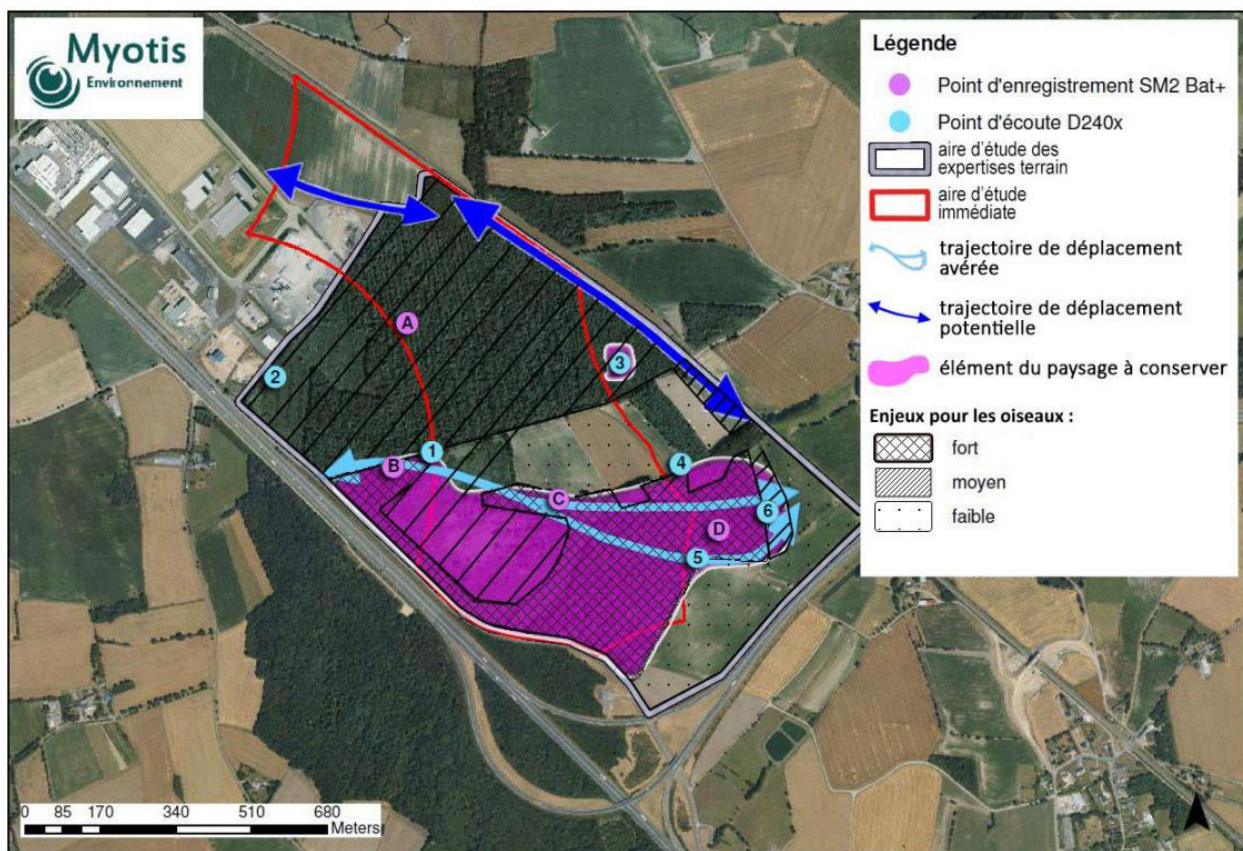 Myotis
Environnement
Légende
Point d'enregistrement SM2 Bat+
Point d'écoute D240x
aire d'étude des
expertises terrain
aire d'étude
immédiate
trajectoire de déplacement
avérée
trajectoire de déplacement
potentielle
élément du paysage à conserver
Enjeux pour les oiseaux :
fort
moyen
faible
A
2
3
1
B
4
C
6
D
5
0 85 170 340 510 680
Meters